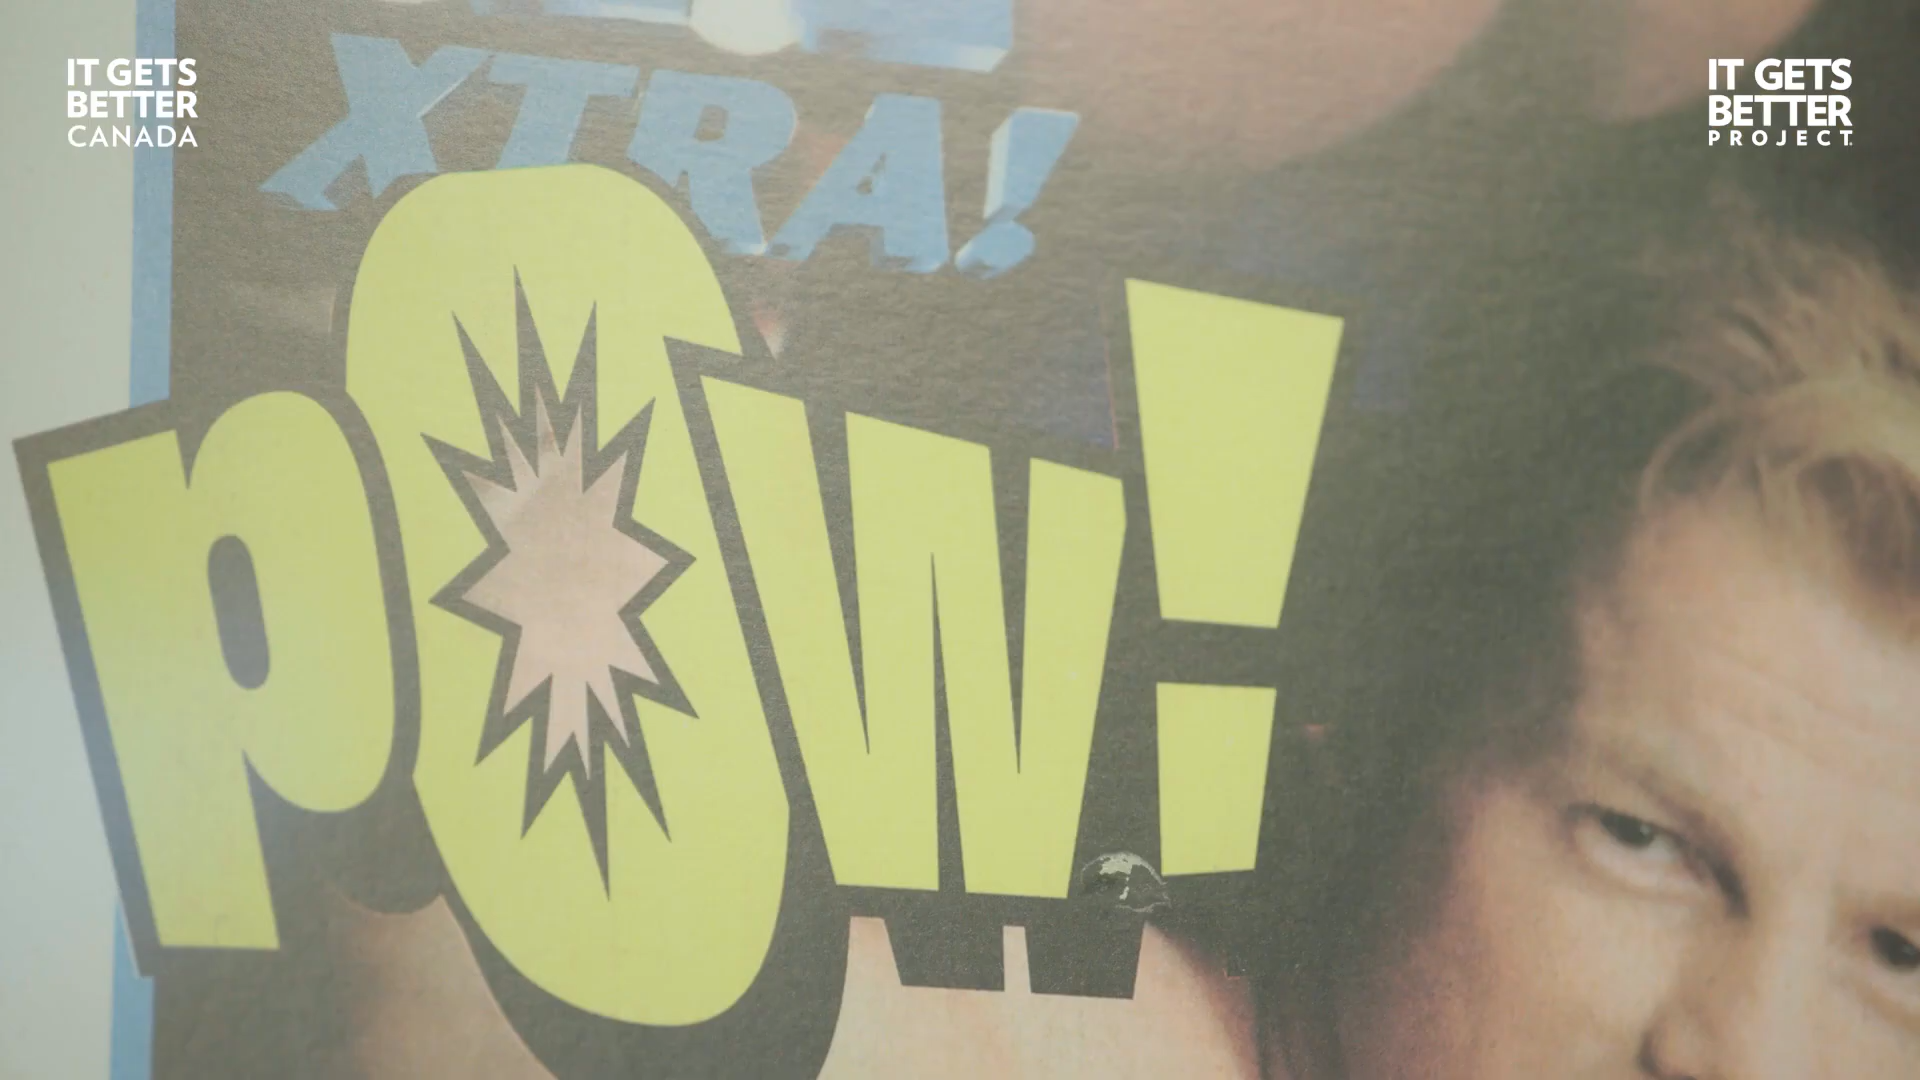 IT GETS
BETTER
CANADA
IT GETS
BETTER
PROJECT
XTRA!
POW!